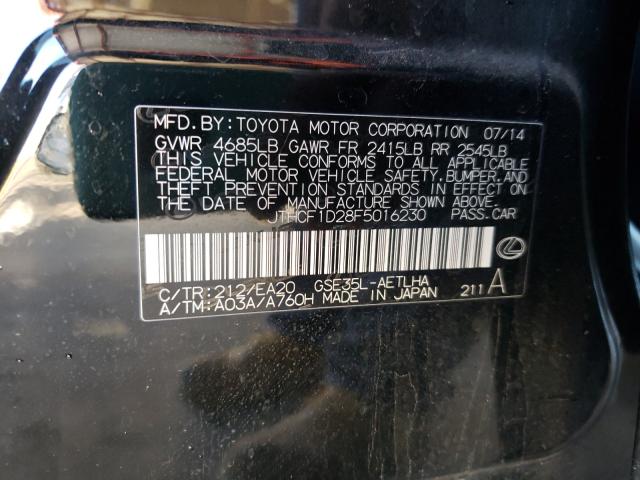 MFD.BY:TOYOTA MOTOR CORPORATION 07/14
GVWR 4685LB GAWR FR 2415LB RR 2545LB
THIS VEHICLE CONFORMS TO ALL APPLICABLE
FEDERAL MOTOR VEHICLE SAFETY,BUMPER,AND
THEFT PREVENTION STANDARDS IN EFFECT ON
THE DATE OF MANUFACTURE SHOWN ABOVE.
JTHCF1D28F5016230 PASS.CAR
C/TR:212/EA20 GSE35L-AETLHA
A/TM:A03A/A760H MADE IN JAPAN 211 A